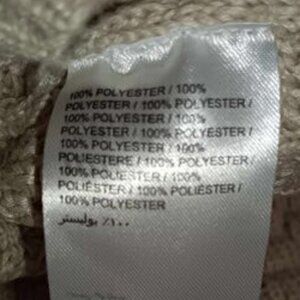 100% POLYESTER / 100%
POLYESTER / 100% POLYESTER /
100% POLYESTER / 100%
POLYESTER / 100% POLYESTER /
100% POLYESTER / 100%
POLIESTERE / 100% POLYESTER /
100% POLIESTER / 100%
POLIÉSTER / 100% POLIÉSTER /
100% POLYESTER
١٠٠٪ بوليستر